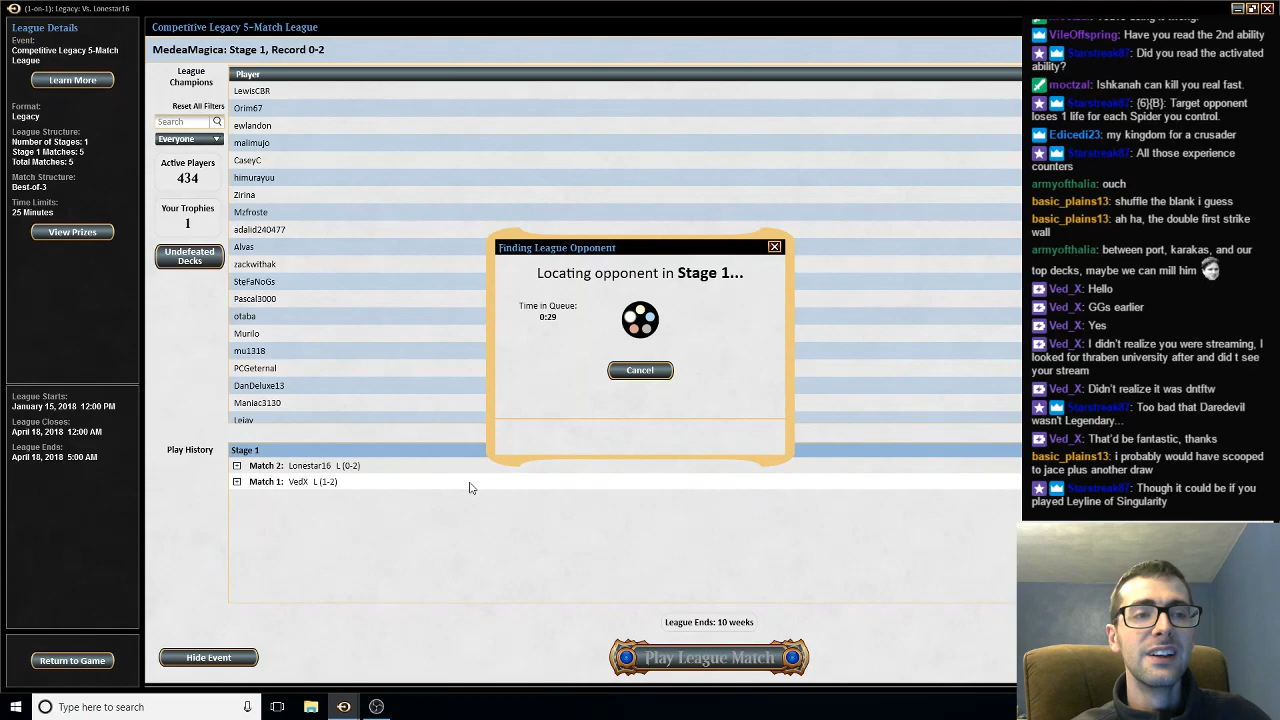 (1-on-1): Legacy: Vs. Lonestar16
League Details
Event:
Competitive Legacy 5-Match
League
Learn More
Format:
Legacy
League Structure:
Number of Stages: 1
Stage 1 Matches: 5
Total Matches: 5
Match Structure:
Best-of-3
Time Limits:
25 Minutes
View Prizes
League Starts:
January 15, 2018 12:00 PM
League Closes:
April 18, 2018 12:00 AM
League Ends:
April 18, 2018 5:00 AM
Return to Game
Competitive Legacy 5-Match League
MedeaMagica: Stage 1, Record 0-2
League
Champions
Reset All Filters
Search
Everyone
Active Players
434
Your Trophies
1
Undefeated
Decks
Player
LewisCBR
Orim67
ewlandon
malimujo
CaseyC
himurayuu
Zirina
Mzfroste
adalid240477
Alvas
zackwithak
SteFaNoGs
Pascal3000
otaba
Murilo
mu1318
PCGeternal
DanDeluxe13
Maniac3130
Finding League Opponent
Locating opponent in Stage 1...
Time in Queue:
0:29
Cancel
Play History
Stage 1
Match 2: Lonestar16 L (0-2)
Match 1: VedX L (1-2)
League Ends: 10 weeks
Hide Event
Play League Match
VileOffspring: Have you read the 2nd ability
Starstreak87: Did you read the activated
ability?
moctzal: Ishkanah can kill you real fast.
Starstreak87: {6}{B}: Target opponent
loses 1 life for each Spider you control.
Edicedi23: my kingdom for a crusader
Starstreak87: All those experience
counters
armyofthalia: ouch
basic_plains13: shuffle the blank i guess
basic_plains13: ah ha, the double first strike
wall
armyofthalia: between port, karakas, and our
top decks, maybe we can mill him
Ved_X: Hello
Ved_X: GGs earlier
Ved_X: Yes
Ved_X: I didn't realize you were streaming, I
looked for thraben university after and did t see
your stream
Ved_X: Didn't realize it was dntftw
Starstreak87: Too bad that Daredevil
wasn't Legendary...
Ved_X: That'd be fantastic, thanks
basic_plains13: i probably would have scooped
to jace plus another draw
Starstreak87: Though it could be if you
played Leyline of Singularity
Type here to search